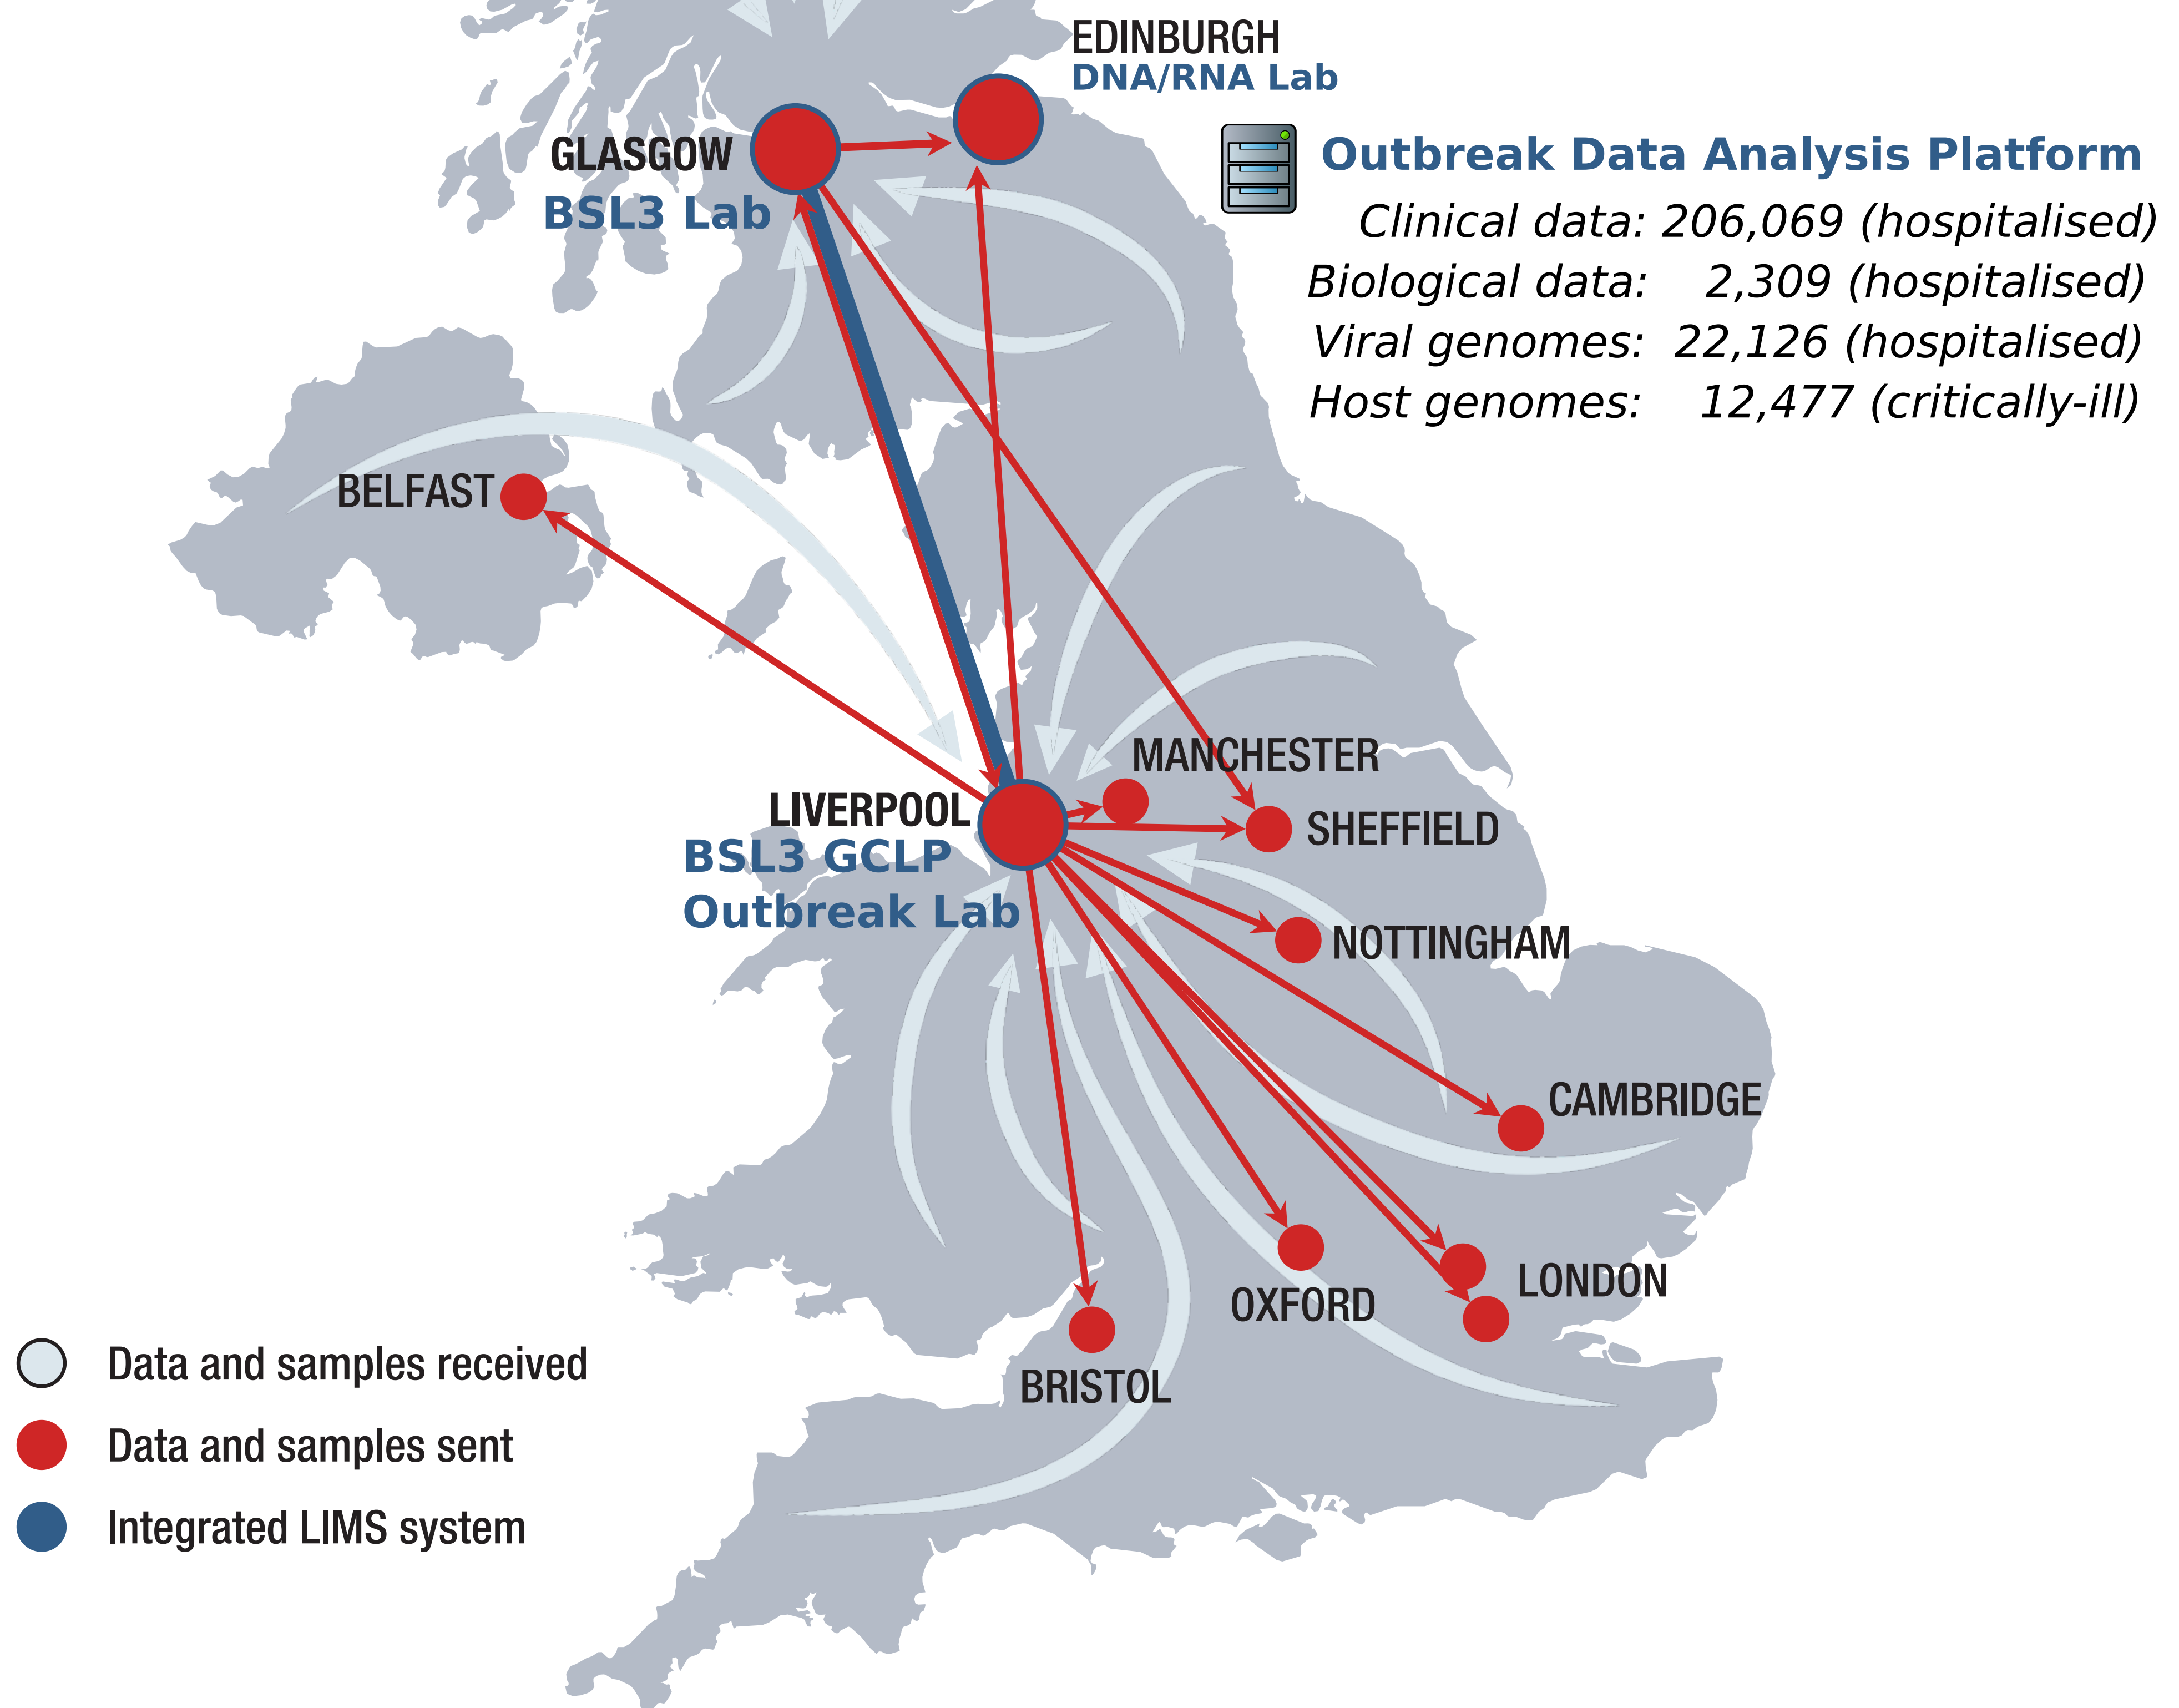 EDINBURGH
DNA/RNA Lab
GLASGOW
BSL3 Lab
Outbreak Data Analysis Platform
Clinical data: 206,069 (hospitalised)
Biological data: 2,309 (hospitalised)
Viral genomes: 22,126 (hospitalised)
Host genomes: 12,477 (critically-ill)
BELFAST
MANCHESTER
LIVERPOOL
BSL3 GCLP
Outbreak Lab
SHEFFIELD
NOTTINGHAM
CAMBRIDGE
LONDON
OXFORD
BRISTOL
Data and samples received
Data and samples sent
Integrated LIMS system